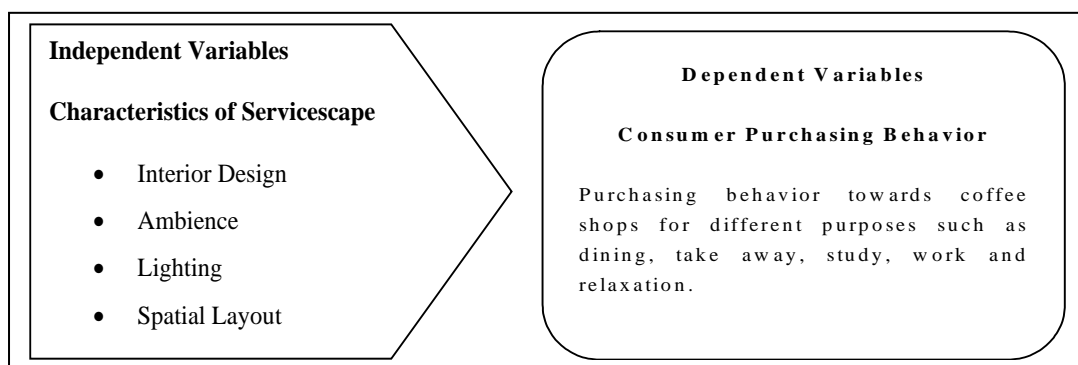 Independent Variables
Characteristics of Servicescape
• Interior Design
• Ambience
• Lighting
• Spatial Layout
Dependent Variables
Consumer Purchasing Behavior
Purchasing behavior towards coffee
shops for different purposes such as
dining, take away, study, work and
relaxation.